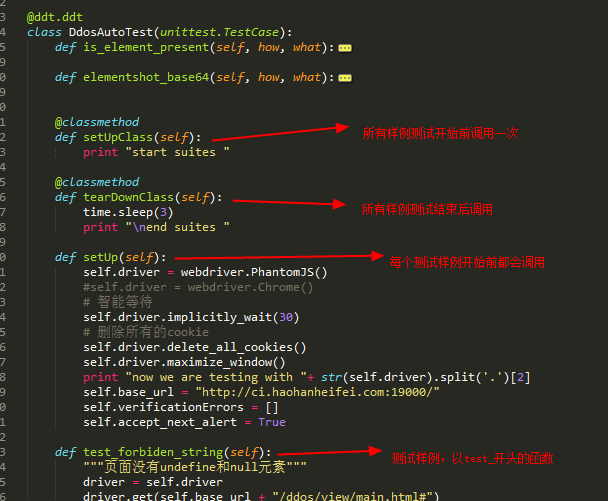 @ddt.ddt
class DdosAutoTest(unittest.TestCase):
def is_element_present(self, how, what):
def elementshot_base64(self, how, what):
@classmethod
def setUpClass(self): 所有样例测试开始前调用一次
print "start suites "
@classmethod
def tearDownClass(self): 所有样例测试结束后调用
time.sleep(3)
print "\nend suites "
def setUp(self): 每个测试样例开始前都会调用
self.driver = webdriver.PhantomJS()
#self.driver = webdriver.Chrome()
# 智能等待
self.driver.implicitly_wait(30)
# 删除所有的cookie
self.driver.delete_all_cookies()
self.driver.maximize_window()
print "now we are testing with "+ str(self.driver).split('.')[2]
self.base_url = "http://ci.haohanheifei.com:19000/"
self.verificationErrors = []
self.accept_next_alert = True
def test_forbiden_string(self): 测试样例，以test_开头的函数
"""页面没有undefine和null元素"""
driver = self.driver
driver.get(self.base_url + "/ddos/view/main.html#")